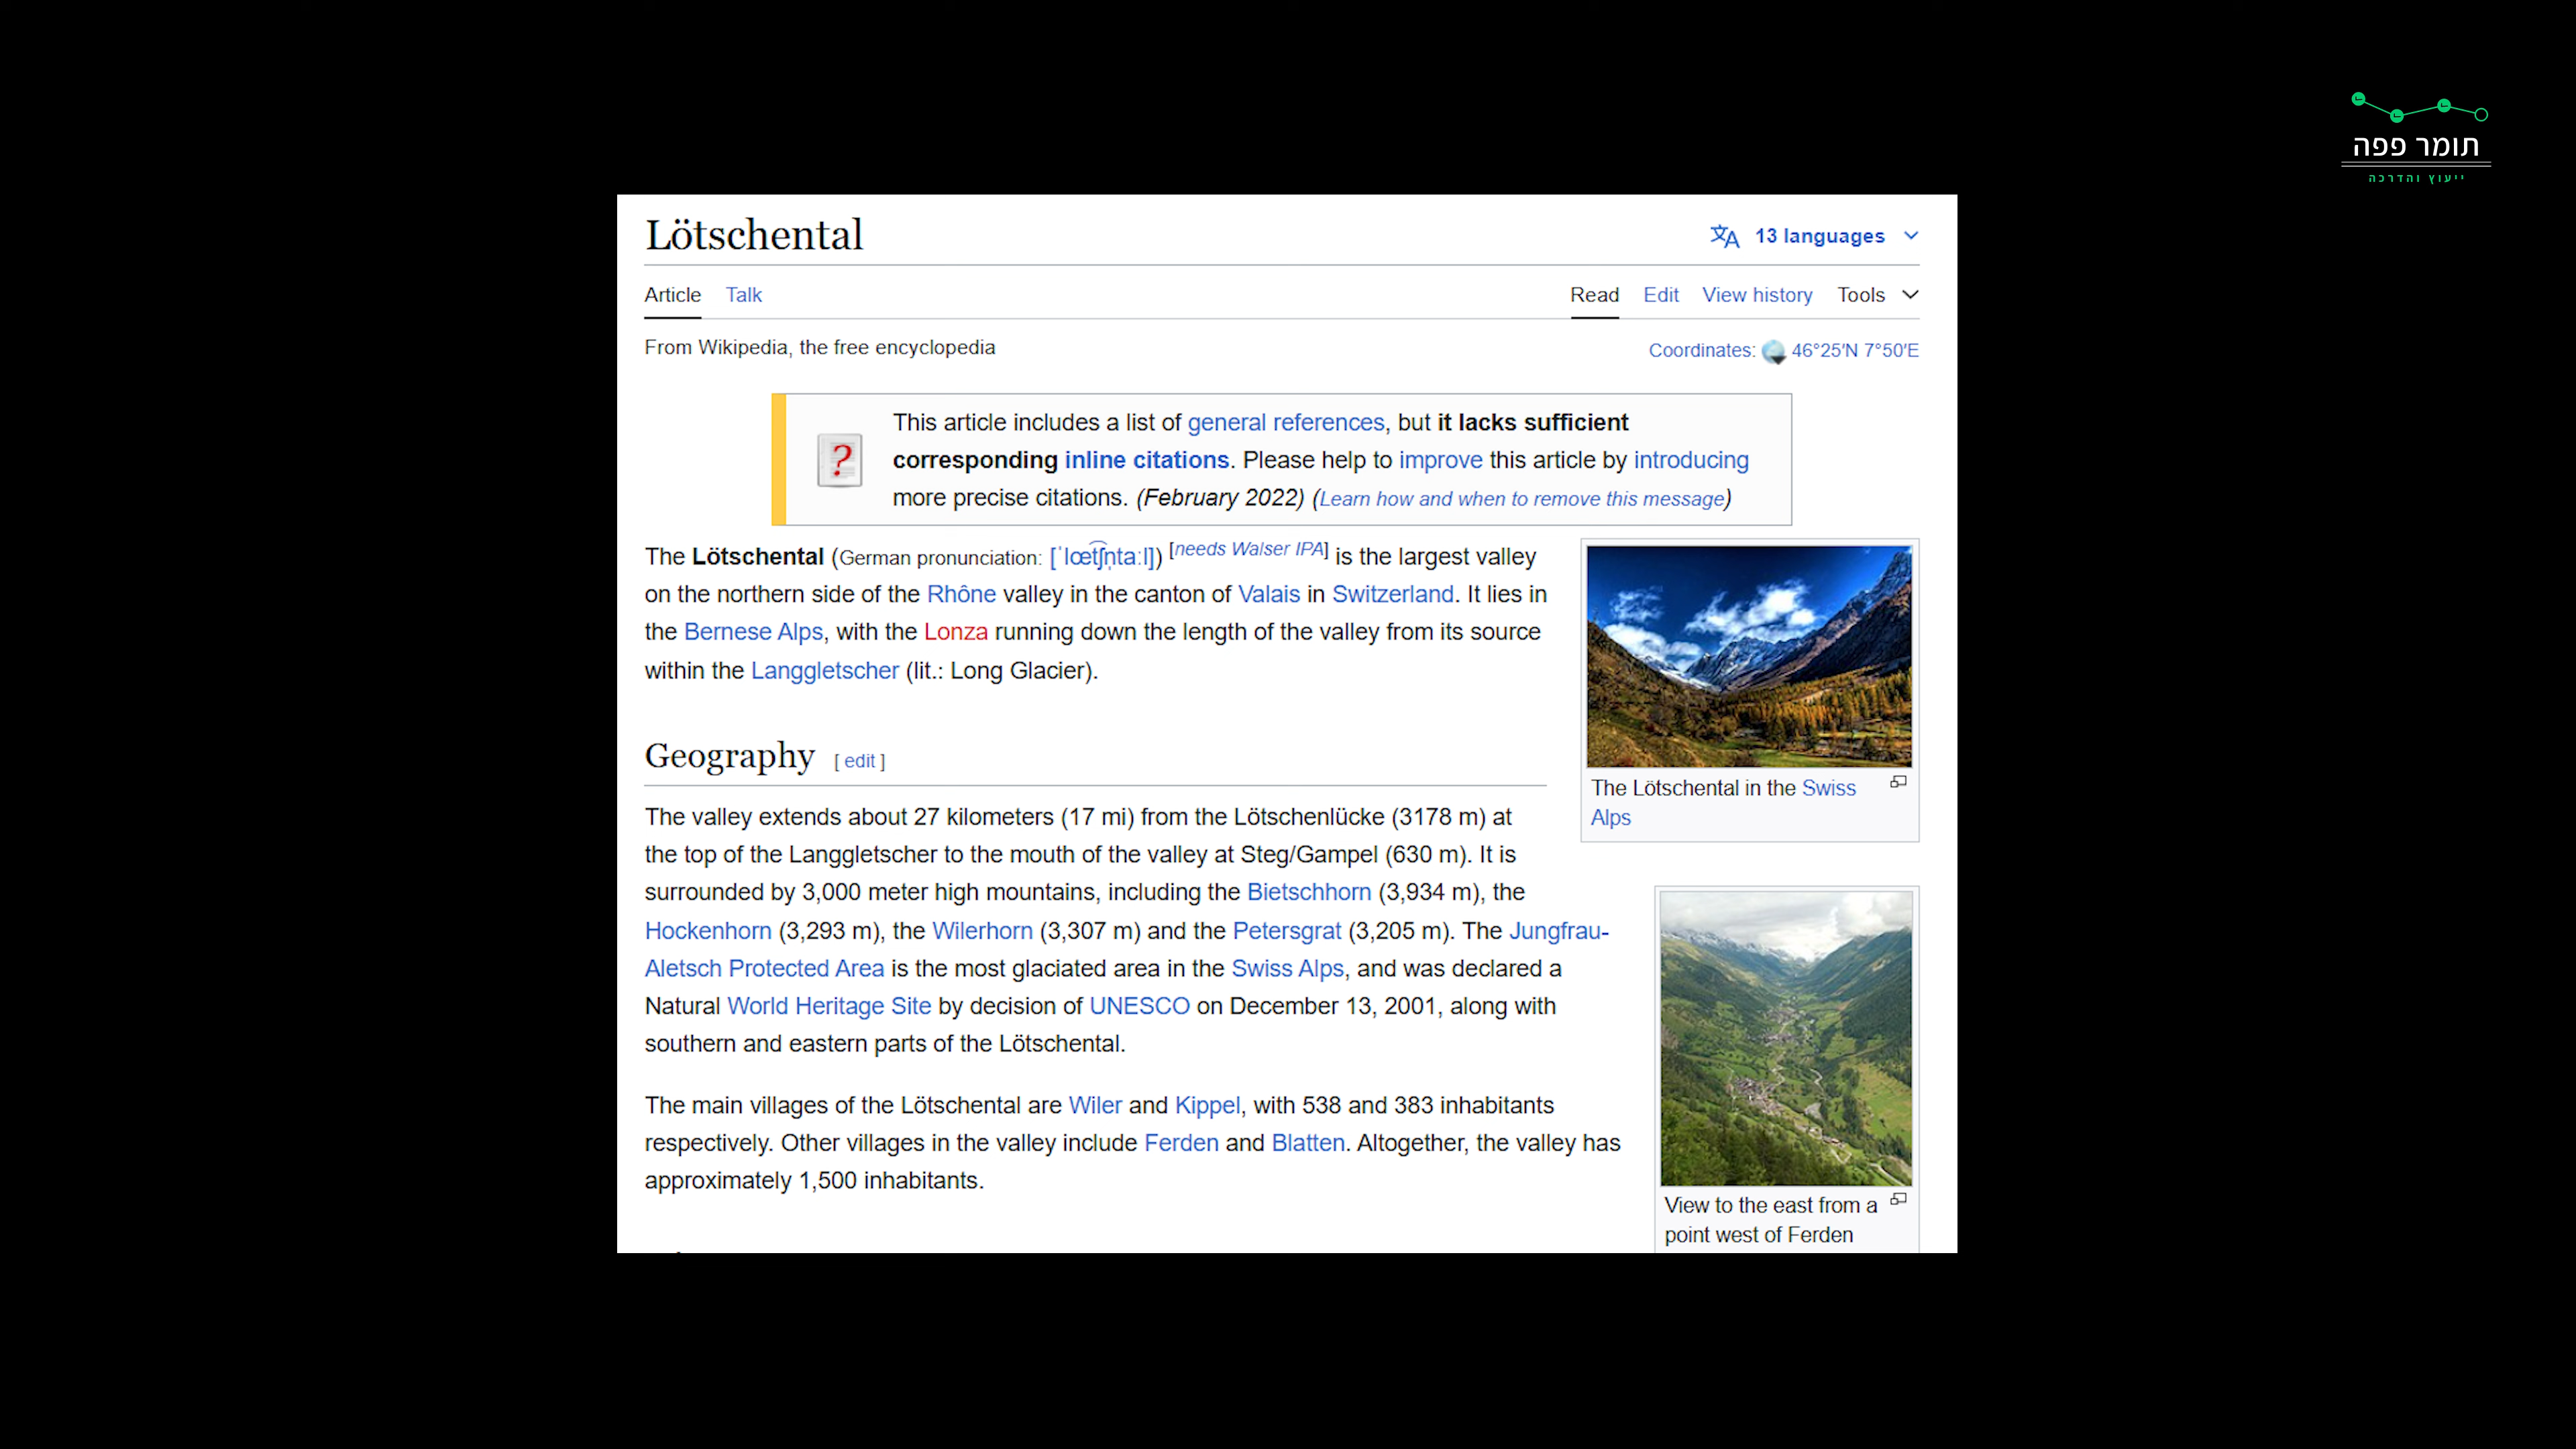 תומר פפה
ייעוץ והדרכה
Lötschental
13 languages
Article Talk
Read Edit View history Tools
From Wikipedia, the free encyclopedia
Coordinates: 46°25′N 7°50′E
This article includes a list of general references, but it lacks sufficient
corresponding inline citations. Please help to improve this article by introducing
more precise citations. (February 2022) (Learn how and when to remove this message)
The Lötschental (German pronunciation: [ˈlœt͡ʃn̩taːl]) [needs Walser IPA] is the largest valley
on the northern side of the Rhône valley in the canton of Valais in Switzerland. It lies in
the Bernese Alps, with the Lonza running down the length of the valley from its source
within the Langgletscher (lit.: Long Glacier).
The Lötschental in the Swiss
Alps
Geography [ edit ]
The valley extends about 27 kilometers (17 mi) from the Lötschenlücke (3178 m) at
the top of the Langgletscher to the mouth of the valley at Steg/Gampel (630 m). It is
surrounded by 3,000 meter high mountains, including the Bietschhorn (3,934 m), the
Hockenhorn (3,293 m), the Wilerhorn (3,307 m) and the Petersgrat (3,205 m). The Jungfrau-
Aletsch Protected Area is the most glaciated area in the Swiss Alps, and was declared a
Natural World Heritage Site by decision of UNESCO on December 13, 2001, along with
southern and eastern parts of the Lötschental.
The main villages of the Lötschental are Wiler and Kippel, with 538 and 383 inhabitants
respectively. Other villages in the valley include Ferden and Blatten. Altogether, the valley has
approximately 1,500 inhabitants.
View to the east from a
point west of Ferden